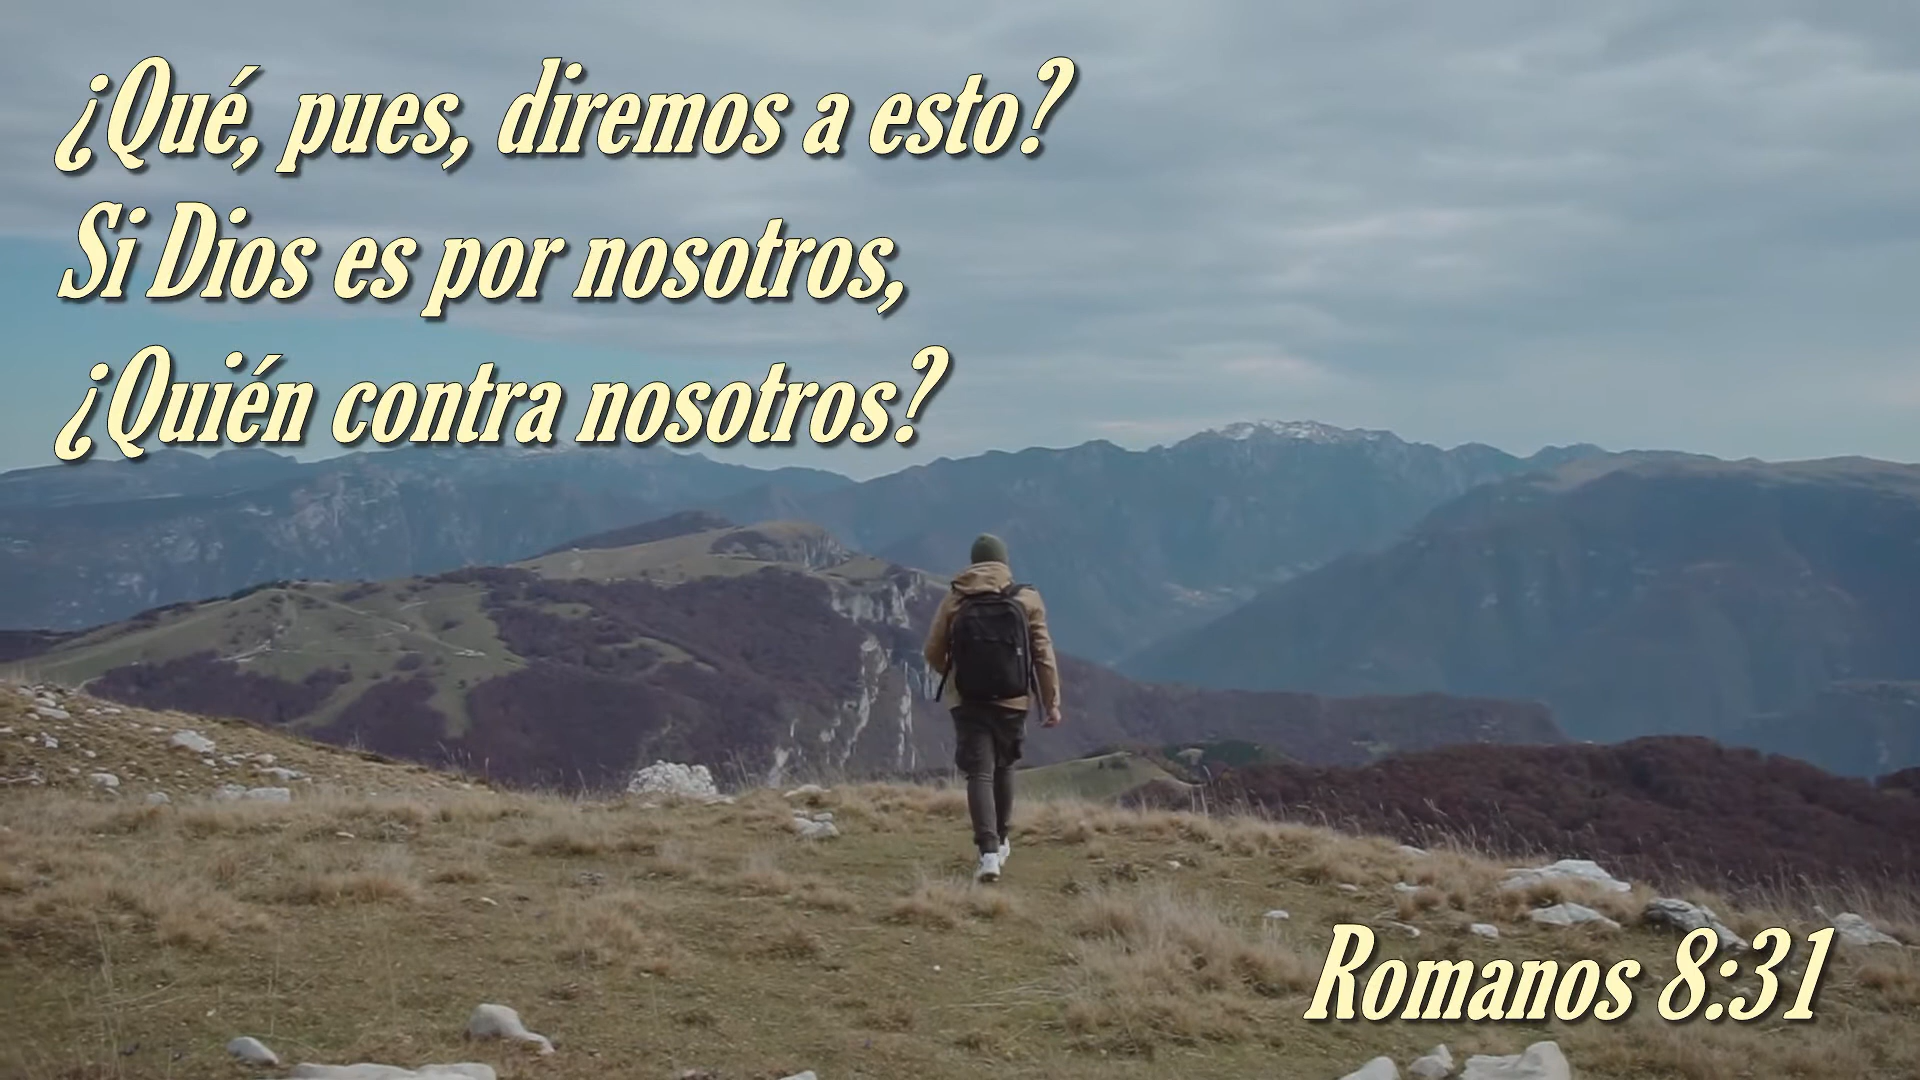 ¿Qué, pues, diremos a esto?
Si Dios es por nosotros,
¿Quién contra nosotros?
Romanos 8:31